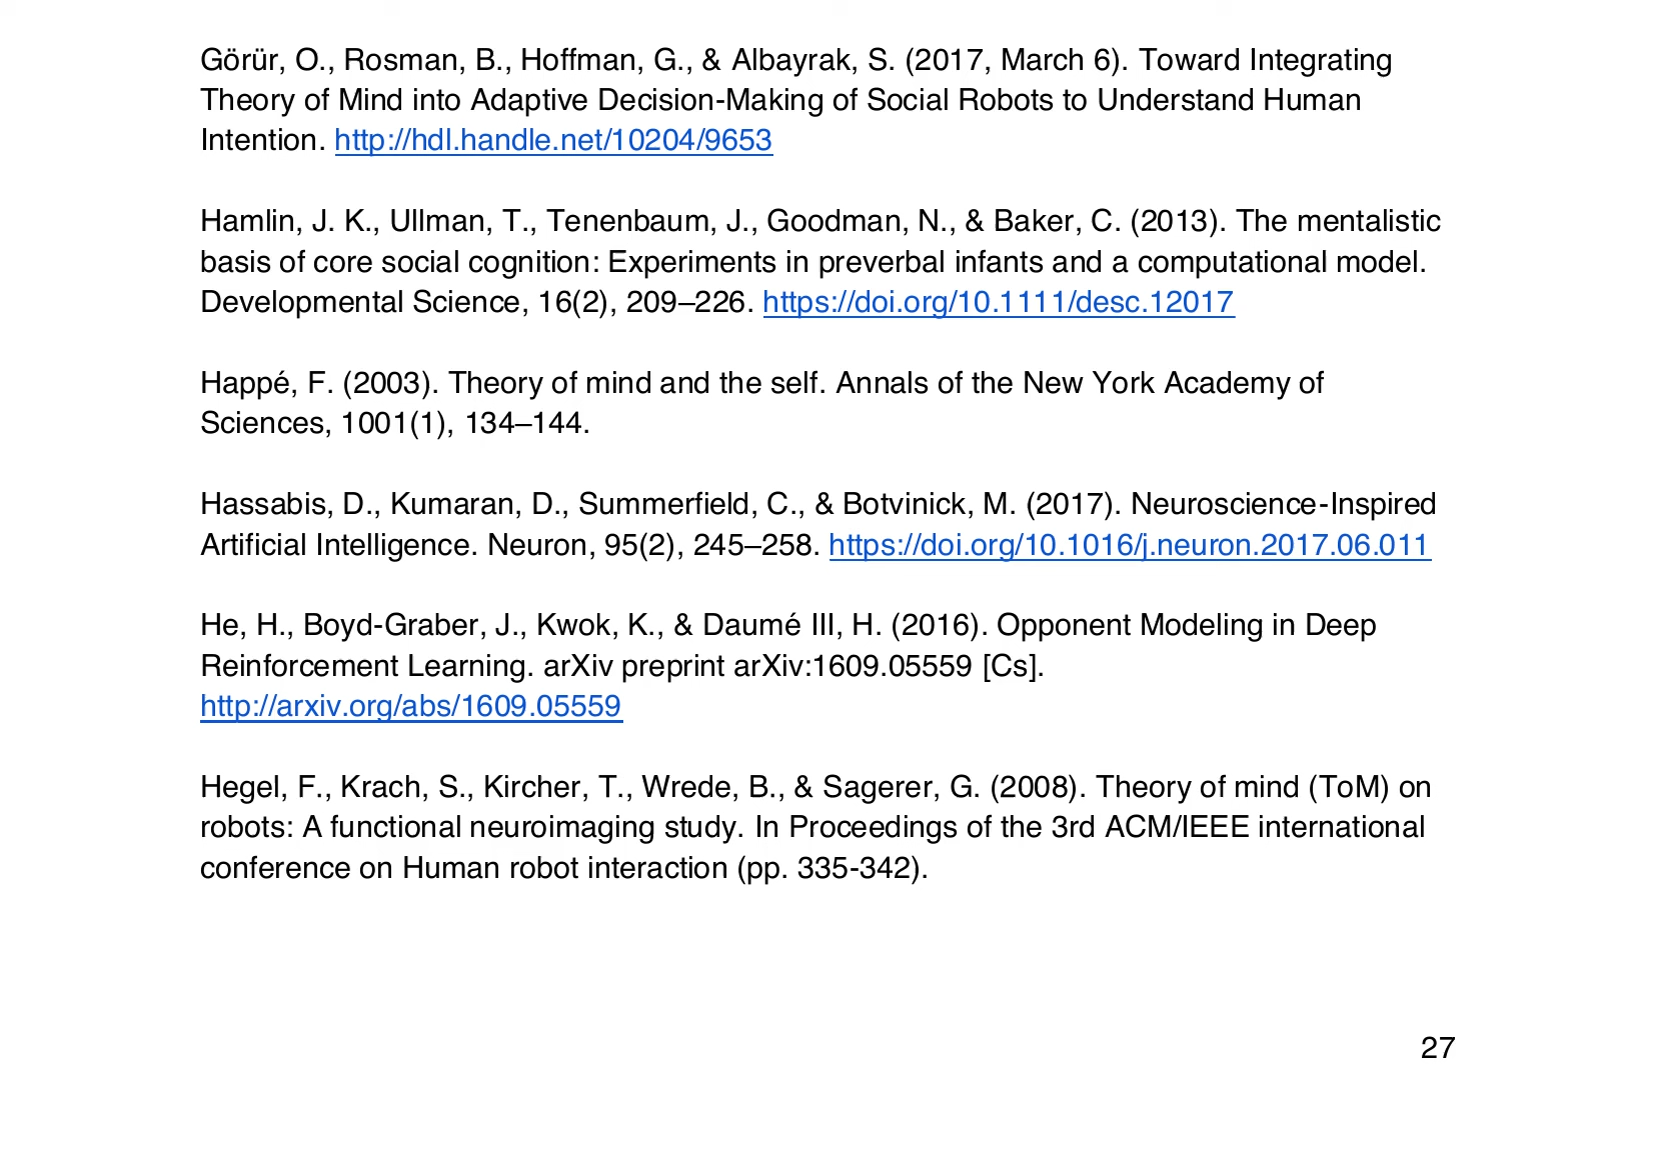 Görür, O., Rosman, B., Hoffman, G., & Albayrak, S. (2017, March 6). Toward Integrating
Theory of Mind into Adaptive Decision-Making of Social Robots to Understand Human
Intention. http://hdl.handle.net/10204/9653
Hamlin, J. K., Ullman, T., Tenenbaum, J., Goodman, N., & Baker, C. (2013). The mentalistic
basis of core social cognition: Experiments in preverbal infants and a computational model.
Developmental Science, 16(2), 209–226. https://doi.org/10.1111/desc.12017
Happé, F. (2003). Theory of mind and the self. Annals of the New York Academy of
Sciences, 1001(1), 134–144.
Hassabis, D., Kumaran, D., Summerfield, C., & Botvinick, M. (2017). Neuroscience-Inspired
Artificial Intelligence. Neuron, 95(2), 245–258. https://doi.org/10.1016/j.neuron.2017.06.011
He, H., Boyd-Graber, J., Kwok, K., & Daumé III, H. (2016). Opponent Modeling in Deep
Reinforcement Learning. arXiv preprint arXiv:1609.05559 [Cs].
http://arxiv.org/abs/1609.05559
Hegel, F., Krach, S., Kircher, T., Wrede, B., & Sagerer, G. (2008). Theory of mind (ToM) on
robots: A functional neuroimaging study. In Proceedings of the 3rd ACM/IEEE international
conference on Human robot interaction (pp. 335-342).
27